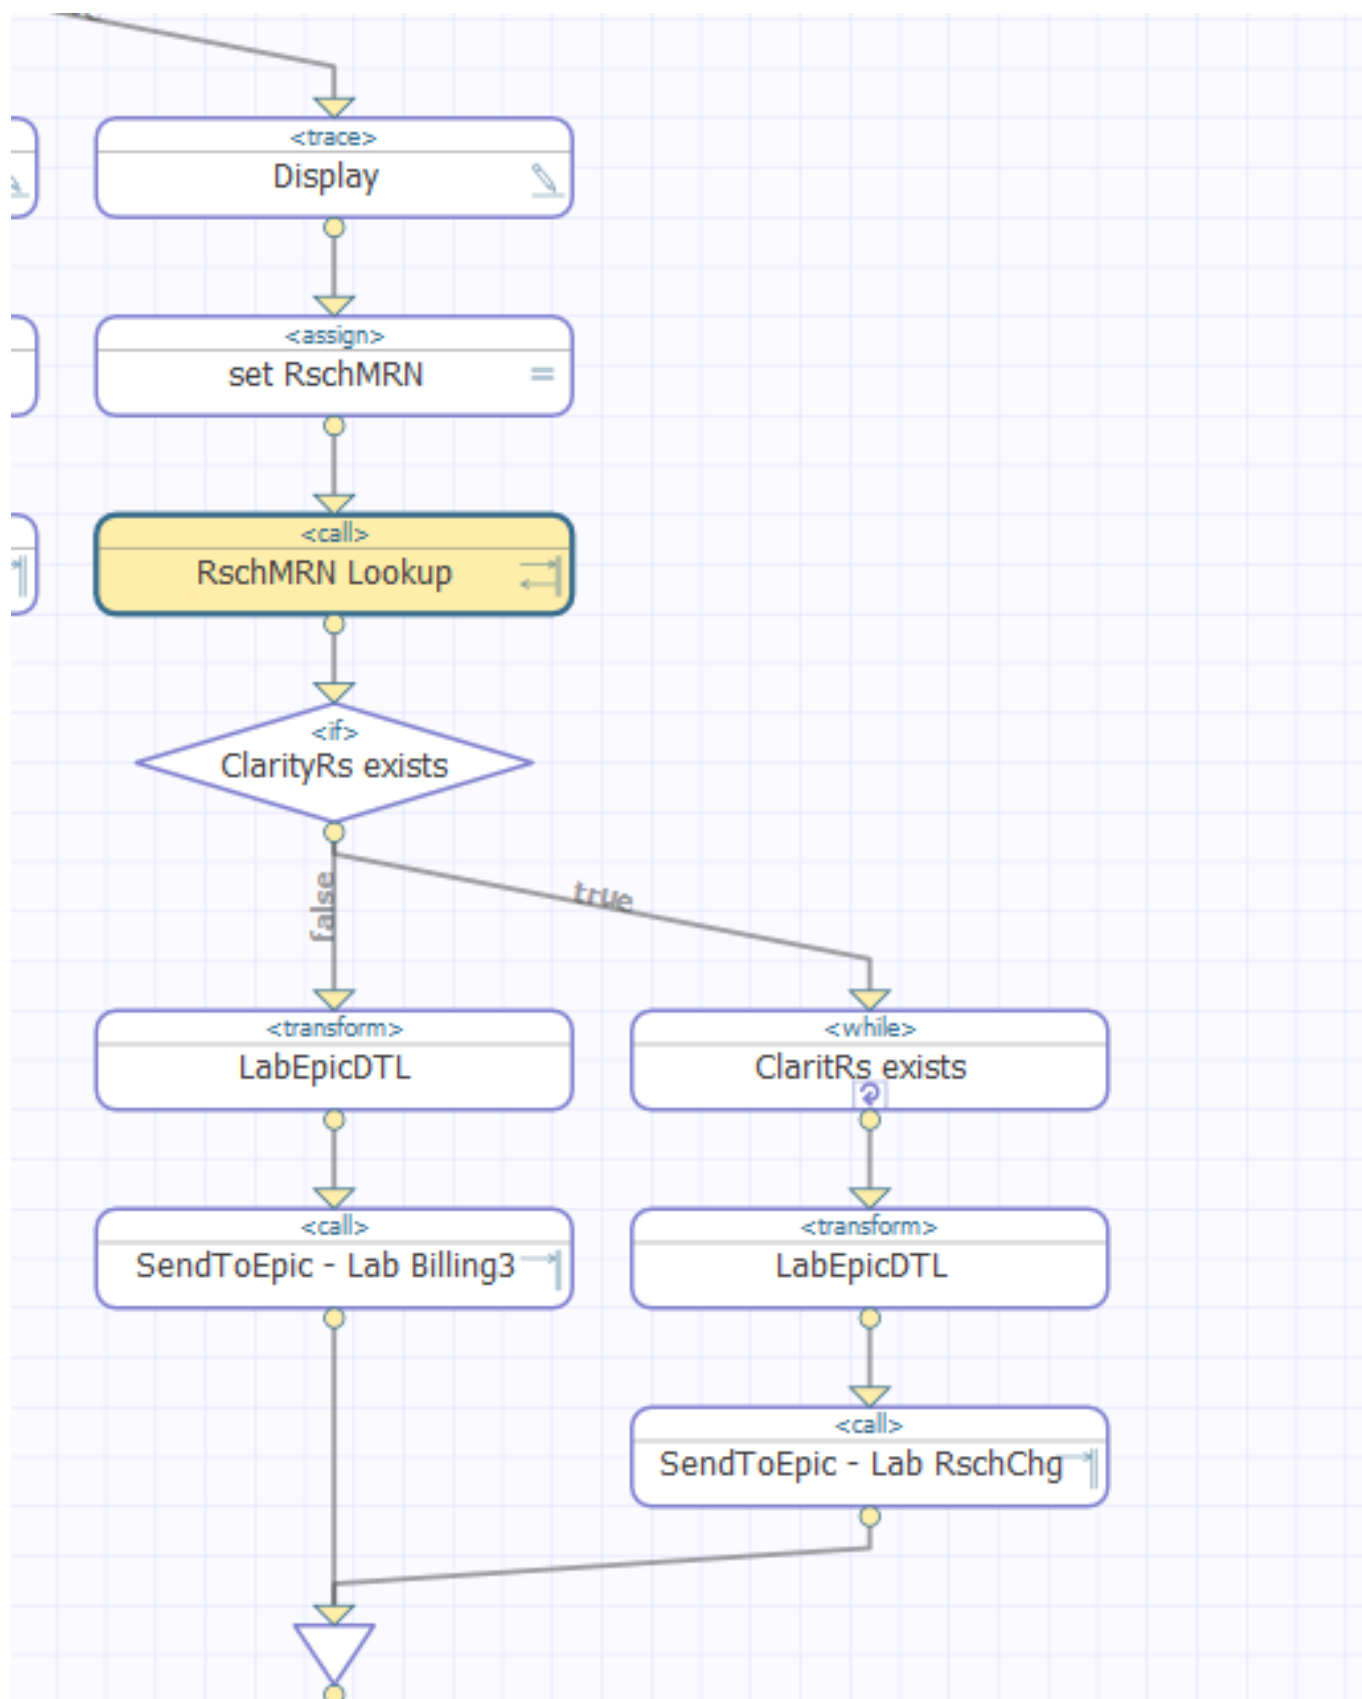 <trace>
Display
<assign>
set RschMRN
<call>
RschMRN Lookup
<if>
ClarityRs exists
false
true
<transform>
LabEpicDTL
<while>
ClaritRs exists
<call>
SendToEpic - Lab Billing3
<transform>
LabEpicDTL
<call>
SendToEpic - Lab RschChg